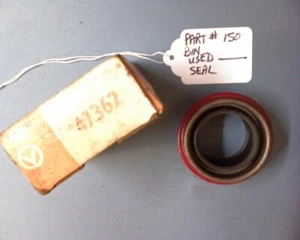 PART # 150
BIN
USED
SEAL
47362